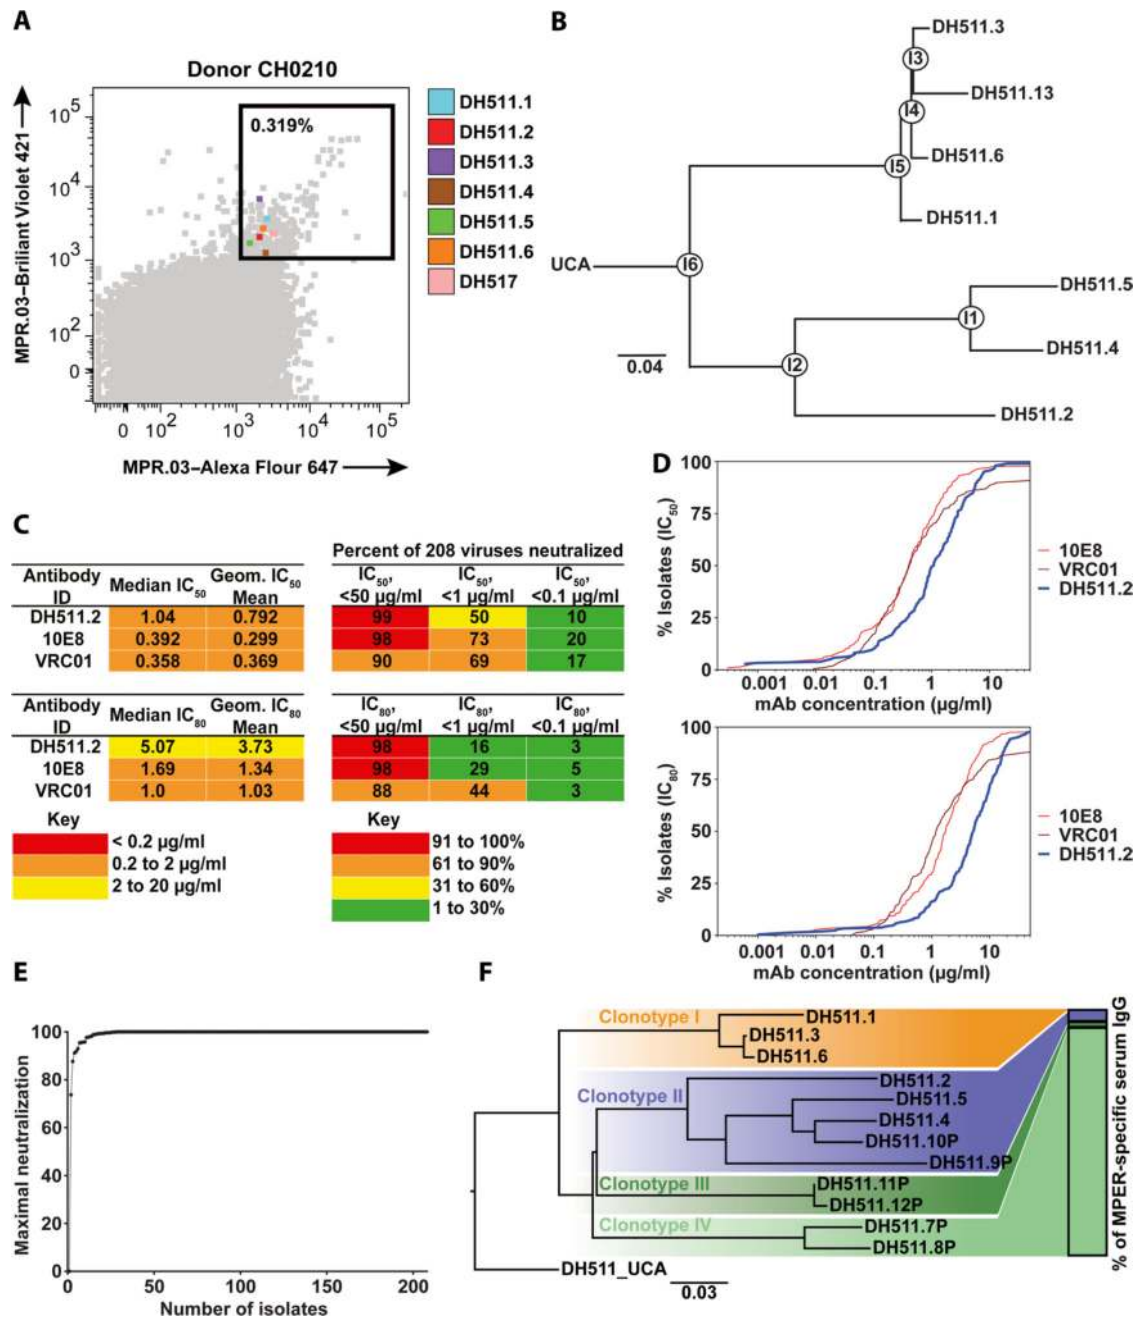 A
Donor CH0210
MPR.03–Brilliant Violet 421
10^5
10^4
10^3
10^2
0
0.319%
0 10^2 10^3 10^4 10^5
MPR.03–Alexa Flour 647
DH511.1
DH511.2
DH511.3
DH511.4
DH511.5
DH511.6
DH517
B
DH511.3
I3
DH511.13
I4
DH511.6
I5
DH511.1
UCA
I6
DH511.5
I1
DH511.4
0.04
I2
DH511.2
C
Percent of 208 viruses neutralized
Antibody ID Median IC50 Geom. IC50 Mean IC50, <50 µg/ml IC50, <1 µg/ml IC50, <0.1 µg/ml
DH511.2 1.04 0.792 99 50 10
10E8 0.392 0.299 98 73 20
VRC01 0.358 0.369 90 69 17
Antibody ID Median IC80 Geom. IC80 Mean IC80, <50 µg/ml IC80, <1 µg/ml IC80, <0.1 µg/ml
DH511.2 5.07 3.73 98 16 3
10E8 1.69 1.34 98 29 5
VRC01 1.0 1.03 88 44 3
Key
< 0.2 µg/ml
0.2 to 2 µg/ml
2 to 20 µg/ml
Key
91 to 100%
61 to 90%
31 to 60%
1 to 30%
D
% Isolates (IC50)
100
75
50
25
0
0.001 0.01 0.1 1 10
mAb concentration (µg/ml)
10E8
VRC01
DH511.2
% Isolates (IC80)
100
75
50
25
0
0.001 0.01 0.1 1 10
mAb concentration (µg/ml)
10E8
VRC01
DH511.2
E
Maximal neutralization
100
80
60
40
20
0
0 50 100 150 200
Number of isolates
F
Clonotype I
DH511.1
DH511.3
DH511.6
Clonotype II
DH511.2
DH511.5
DH511.4
DH511.10P
DH511.9P
Clonotype III
DH511.11P
DH511.12P
Clonotype IV
DH511.7P
DH511.8P
DH511_UCA
0.03
% of MPER-specific serum IgG